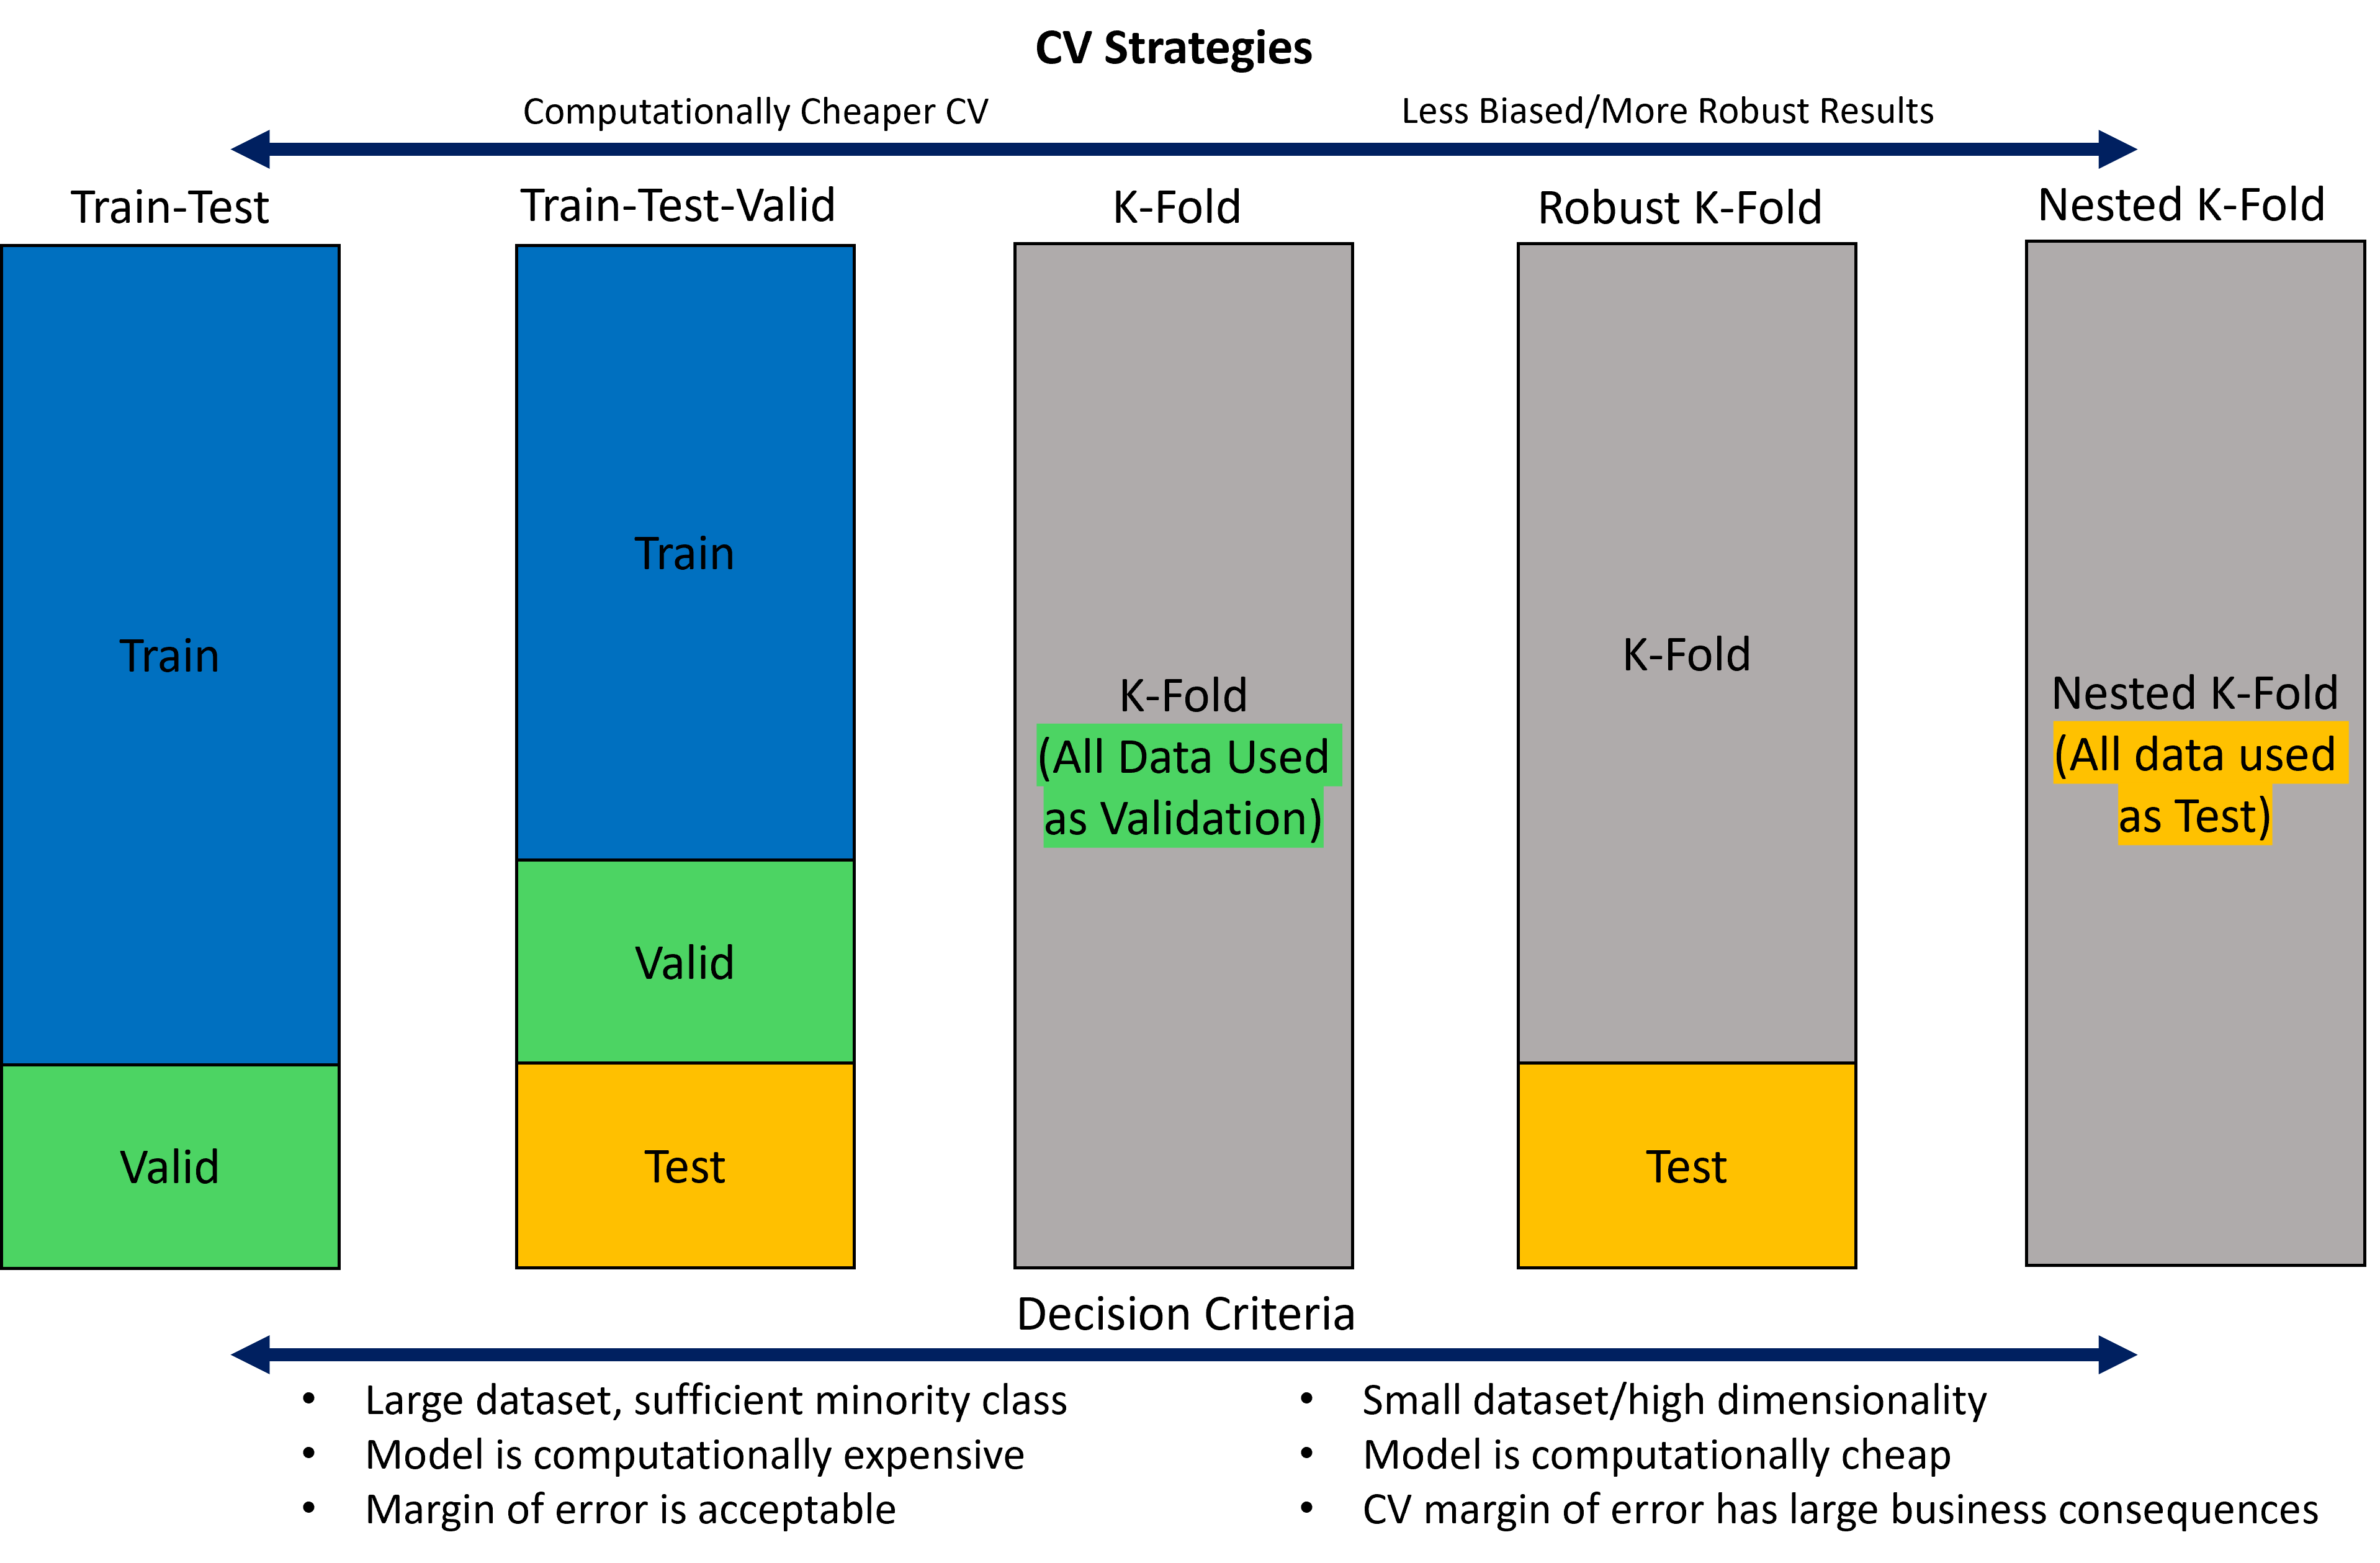 CV Strategies
Computationally Cheaper CV
Less Biased/More Robust Results
Train-Test
Train-Test-Valid
K-Fold
Robust K-Fold
Nested K-Fold
Train
Valid
Train
Valid
Test
K-Fold
(All Data Used
as Validation)
K-Fold
Test
Nested K-Fold
(All data used
as Test)
Decision Criteria
• Large dataset, sufficient minority class
• Model is computationally expensive
• Margin of error is acceptable
• Small dataset/high dimensionality
• Model is computationally cheap
• CV margin of error has large business consequences